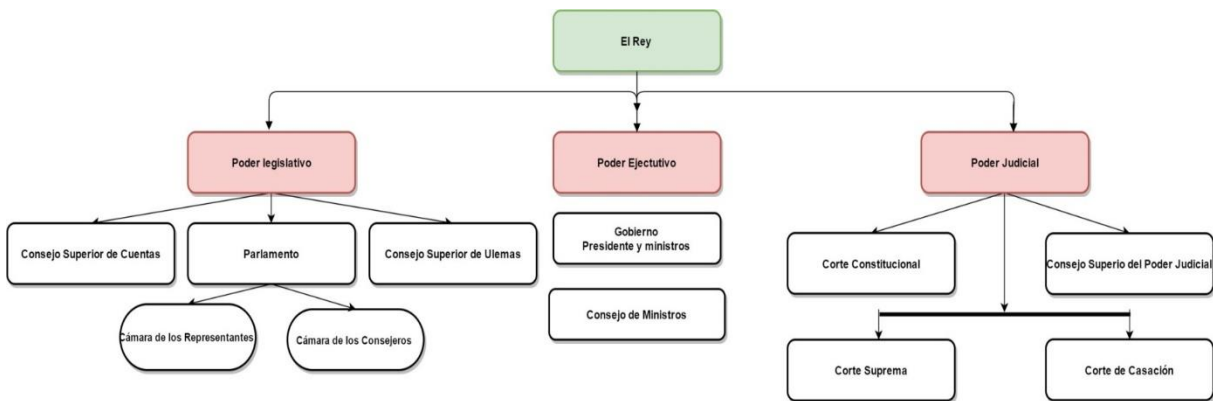 El Rey
Poder legislativo
Poder Ejectutivo
Poder Judicial
Consejo Superior de Cuentas
Parlamento
Consejo Superior de Ulemas
Gobierno
Presidente y ministros
Corte Constitucional
Consejo Superio del Poder Judicial
Cámara de los Representantes
Cámara de los Consejeros
Consejo de Ministros
Corte Suprema
Corte de Casación